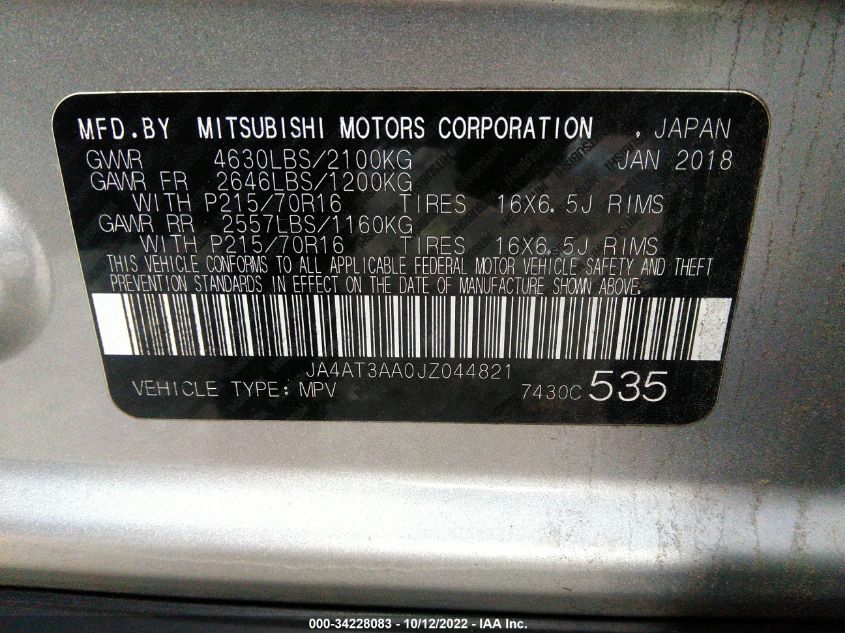 MFD.BY MITSUBISHI MOTORS CORPORATION , JAPAN
GVWR 4630LBS/2100KG JAN 2018
GAWR FR 2646LBS/1200KG
WITH P215/70R16 TIRES 16X6.5J RIMS
GAWR RR 2557LBS/1160KG
WITH P215/70R16 TIRES 16X6.5J RIMS
THIS VEHICLE CONFORMS TO ALL APPLICABLE FEDERAL MOTOR VEHICLE SAFETY AND THEFT
PREVENTION STANDARDS IN EFFECT ON THE DATE OF MANUFACTURE SHOWN ABOVE.
JA4AT3AA0JZ044821
VEHICLE TYPE: MPV 7430C 535
000-34228083 - 10/12/2022 - IAA Inc.